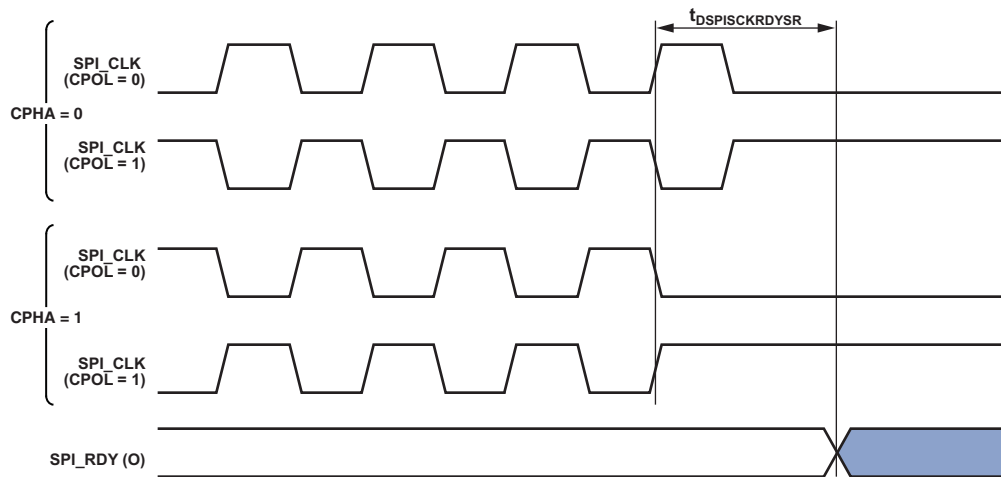 tDSPISCKRDYSR
SPI_CLK
(CPOL = 0)
CPHA = 0
SPI_CLK
(CPOL = 1)
SPI_CLK
(CPOL = 0)
CPHA = 1
SPI_CLK
(CPOL = 1)
SPI_RDY (O)